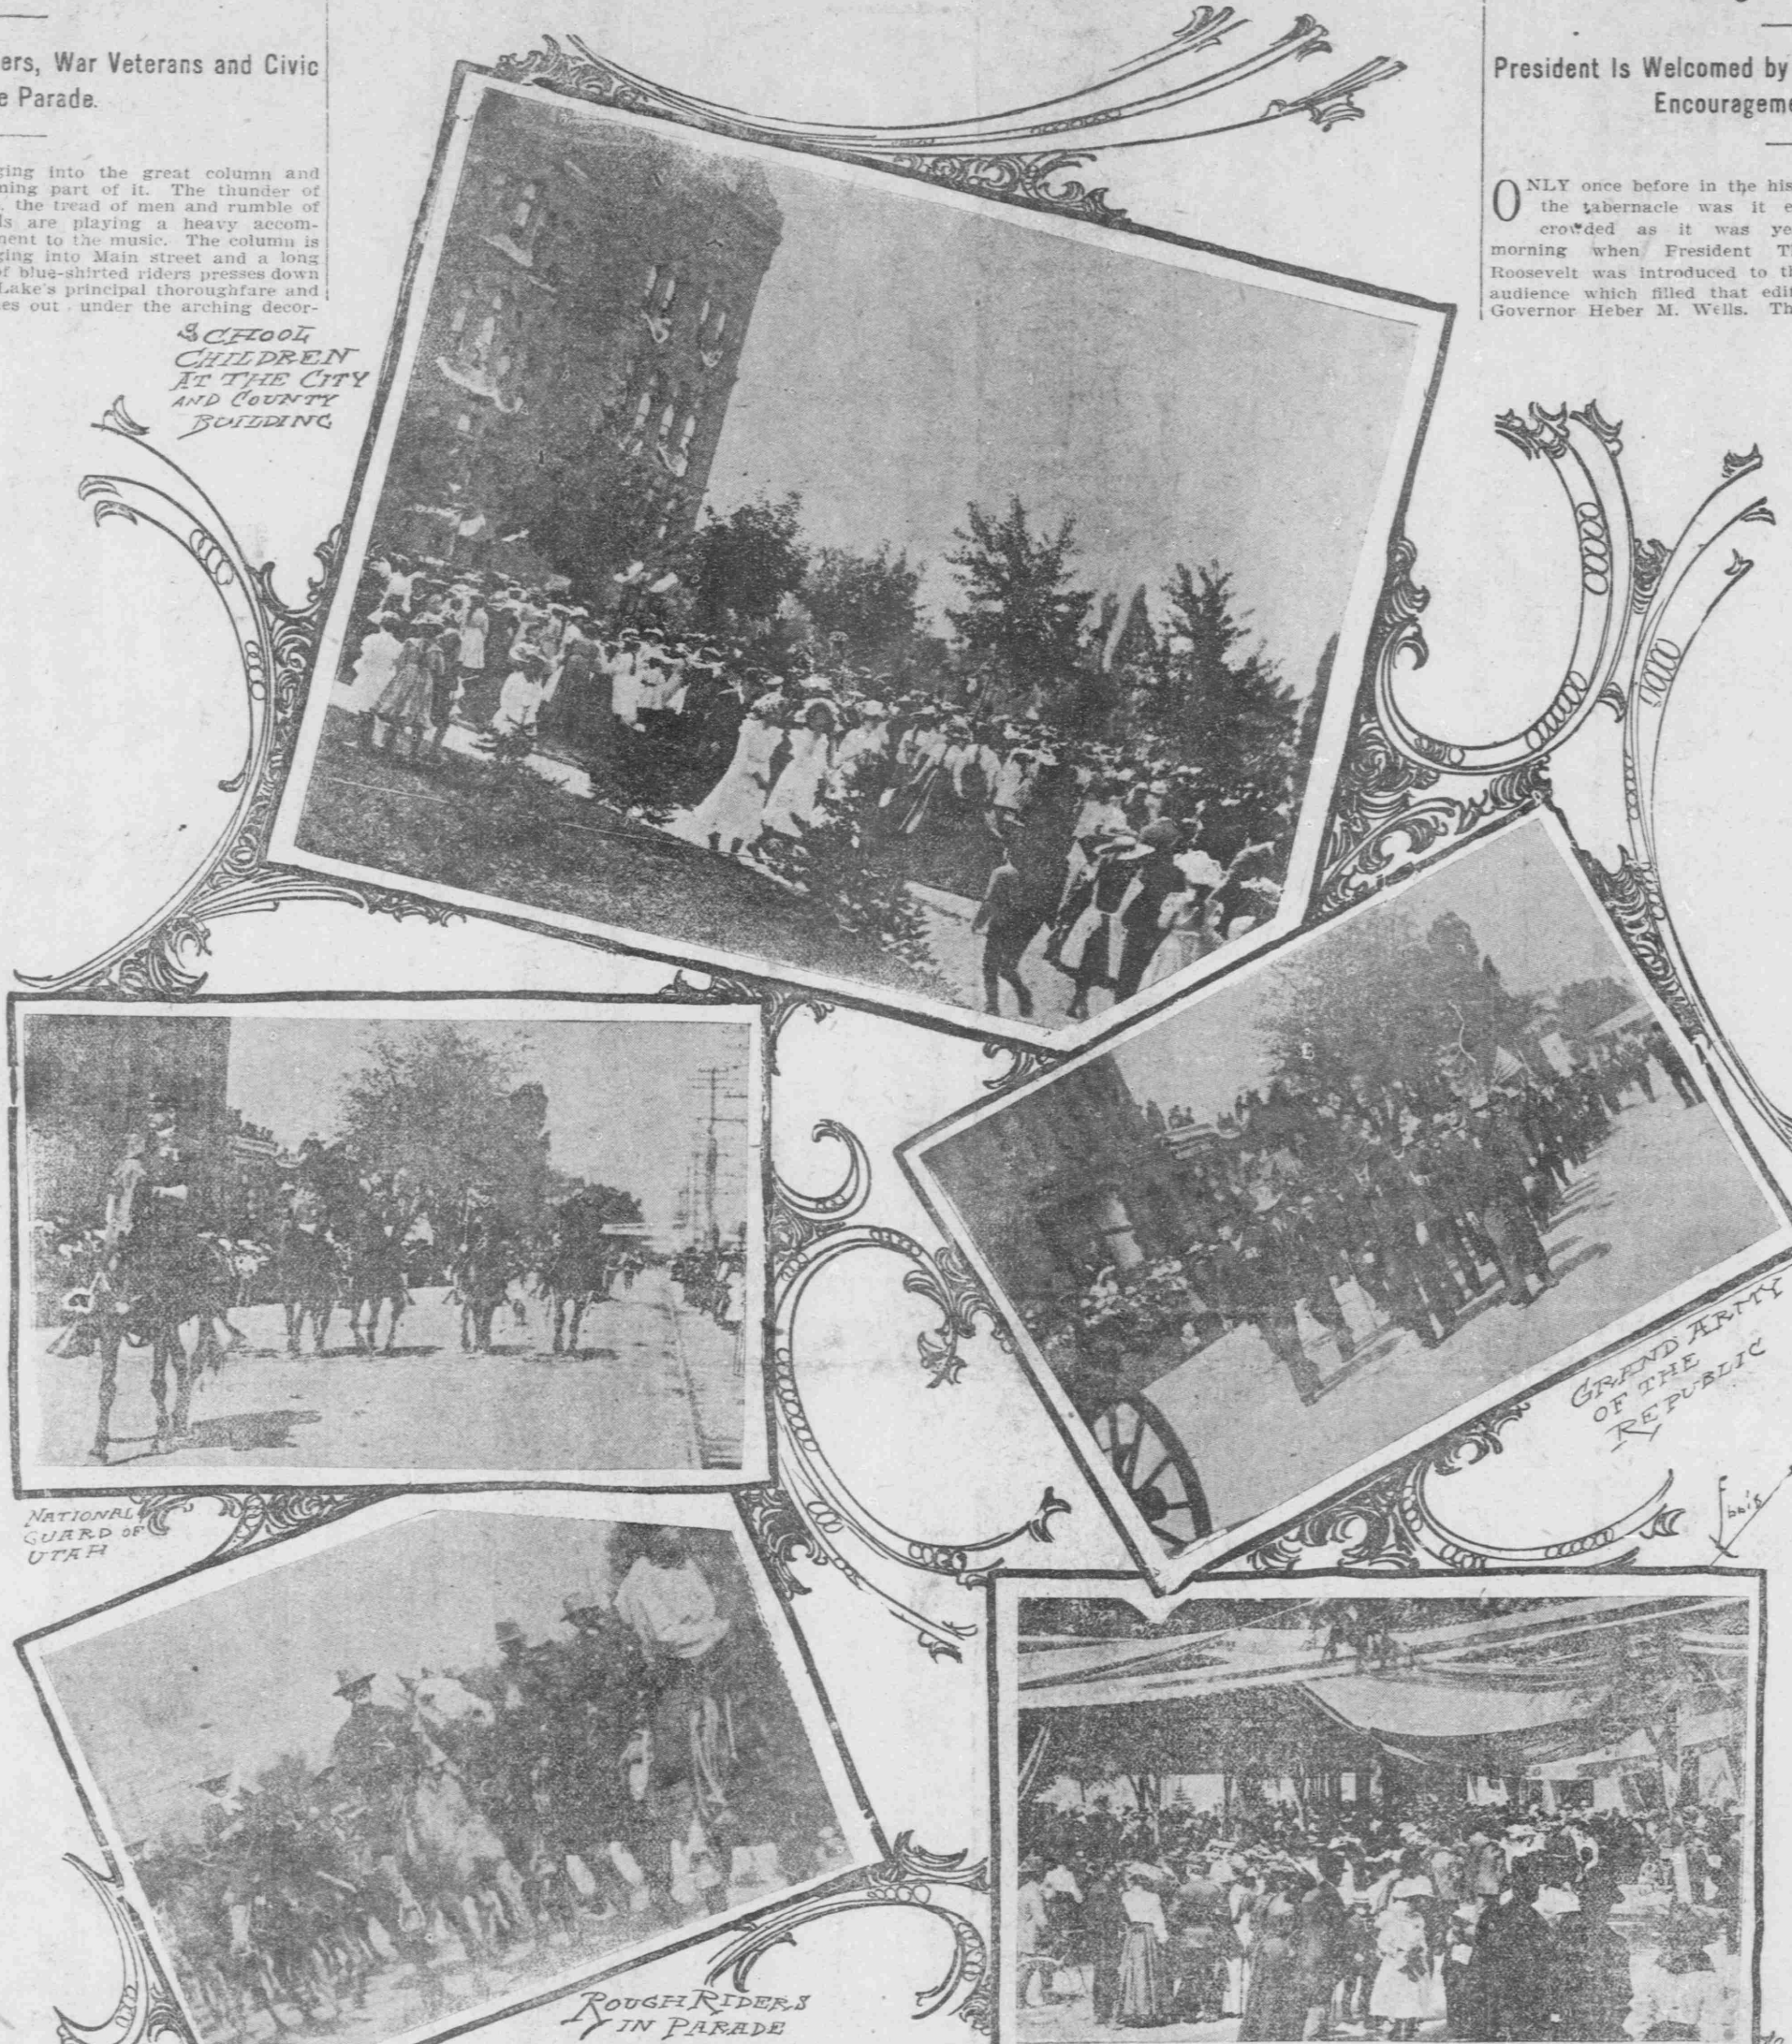 ers, War Veterans and Civic
e Parade.
ging into the great column and
ning part of it. The thunder of
the tread of men and rumble of
ls are playing a heavy accom-
nent to the music. The column is
ging into Main street and a long
of blue-shirted riders presses down
Lake's principal thoroughfare and
es out under the arching decor-
SCHOOL
CHILDREN
AT THE CITY
AND COUNTY
BUILDING
President Is Welcomed by
Encourageme
ONLY once before in the his
the tabernacle was it e
crowded as it was ye
morning when President T
Roosevelt was introduced to th
audience which filled that edif
Governor Heber M. Wells. Th
GRAND ARMY
OF THE
REPUBLIC
NATIONAL
GUARD OF
UTAH
ROUGH RIDERS
IN PARADE